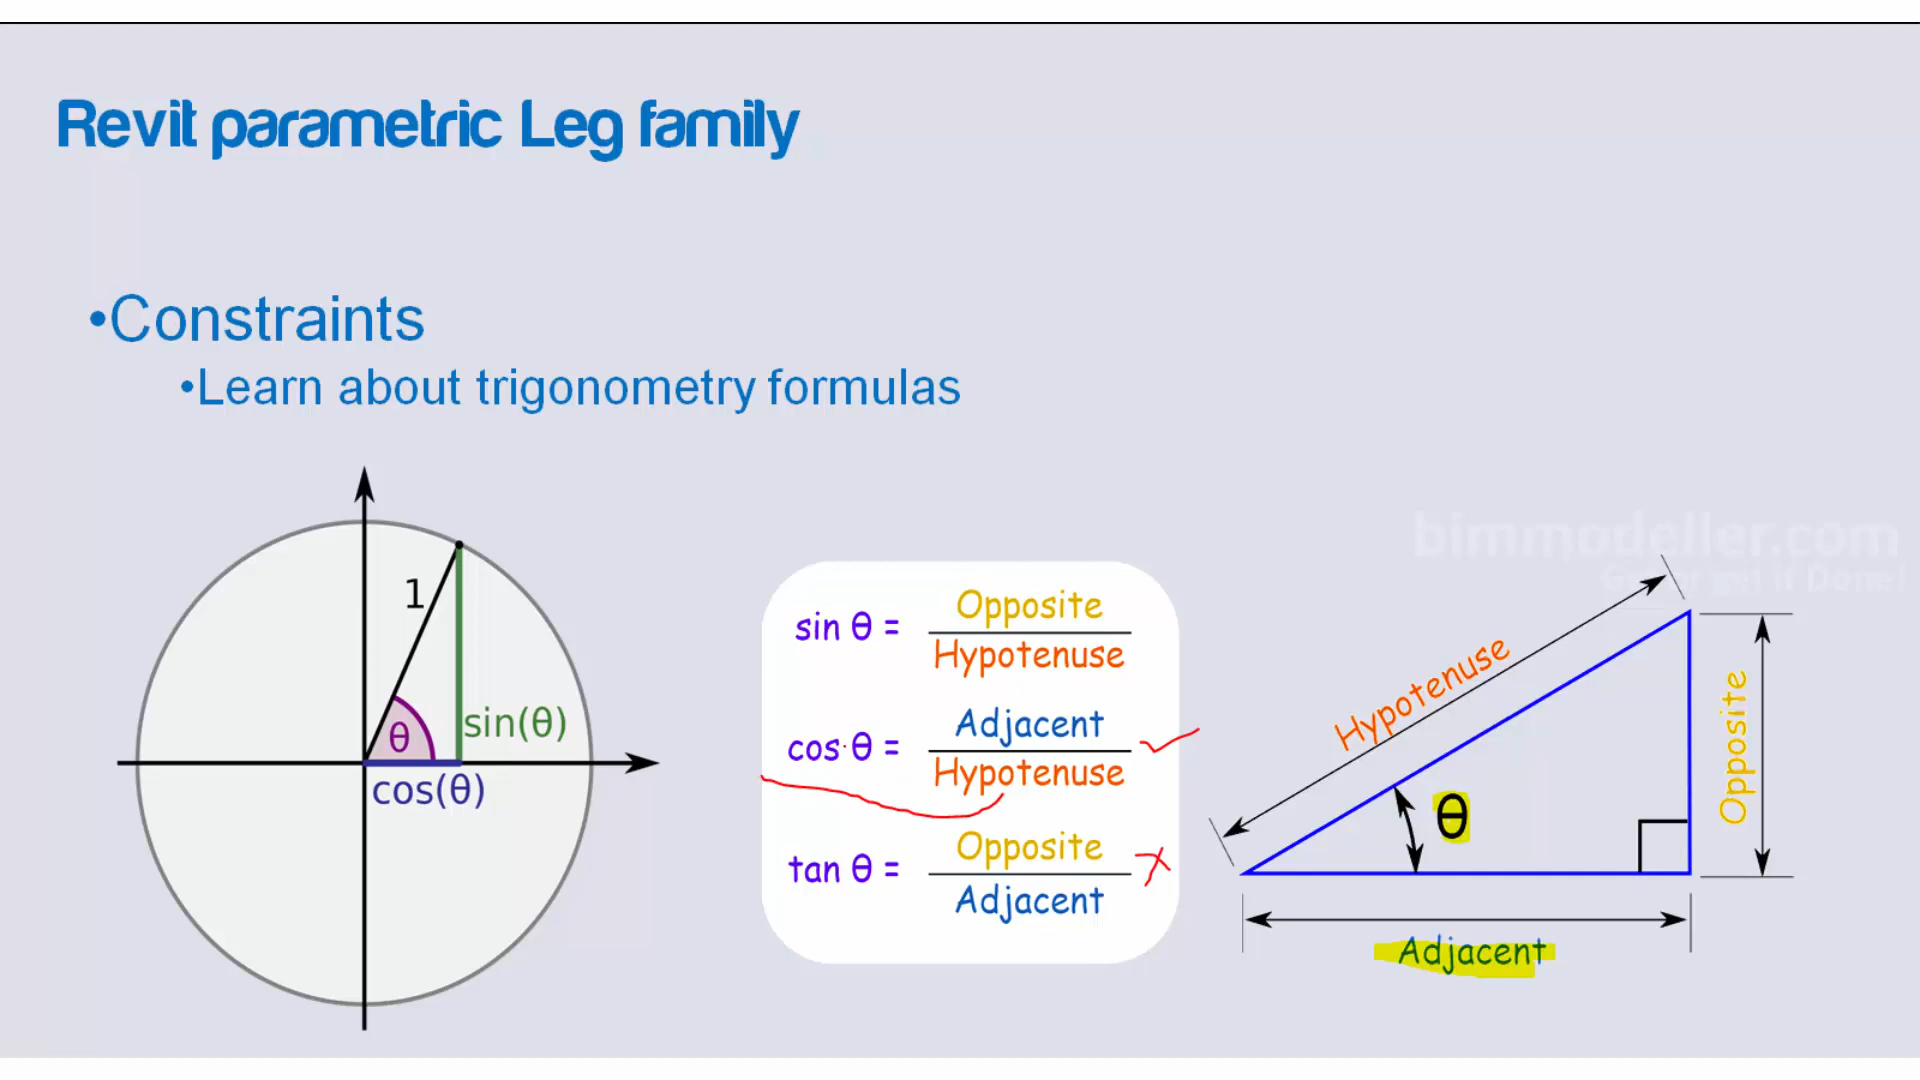 Revit parametric Leg family
•Constraints
•Learn about trigonometry formulas
1
θ
sin(θ)
cos(θ)
sin θ = Opposite / Hypotenuse
cos θ = Adjacent / Hypotenuse
tan θ = Opposite / Adjacent
bimmodeller.com
Hypotenuse
θ
Opposite
Adjacent